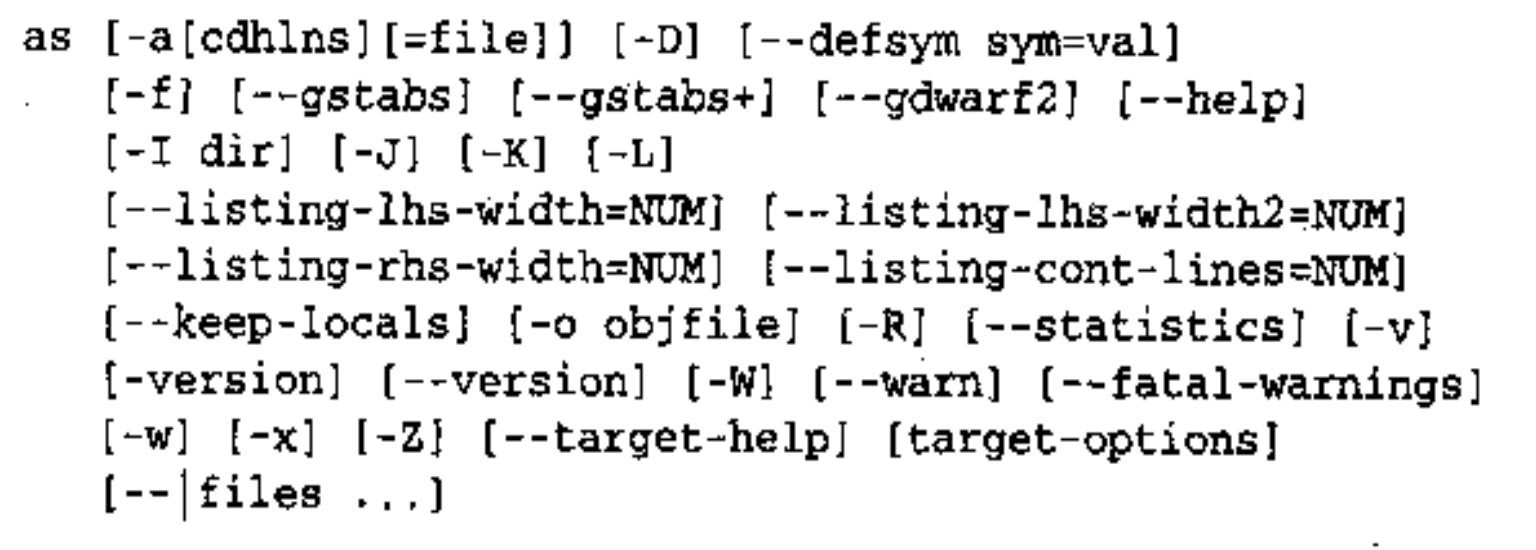 as [-a[cdhlns][=file]] [-D] [--defsym sym=val]
[-f] [--gstabs] [--gstabs+] [--gdwarf2] [--help]
[-I dir] [-J] [-K] [-L]
[--listing-lhs-width=NUM] [--listing-lhs-width2=NUM]
[--listing-rhs-width=NUM] [--listing-cont-lines=NUM]
[--keep-locals] [-o objfile] [-R] [--statistics] [-v]
[-version] [--version] [-W] [--warn] [--fatal-warnings]
[-w] [-x] [-Z] [--target-help] [target-options]
[--|files ...]